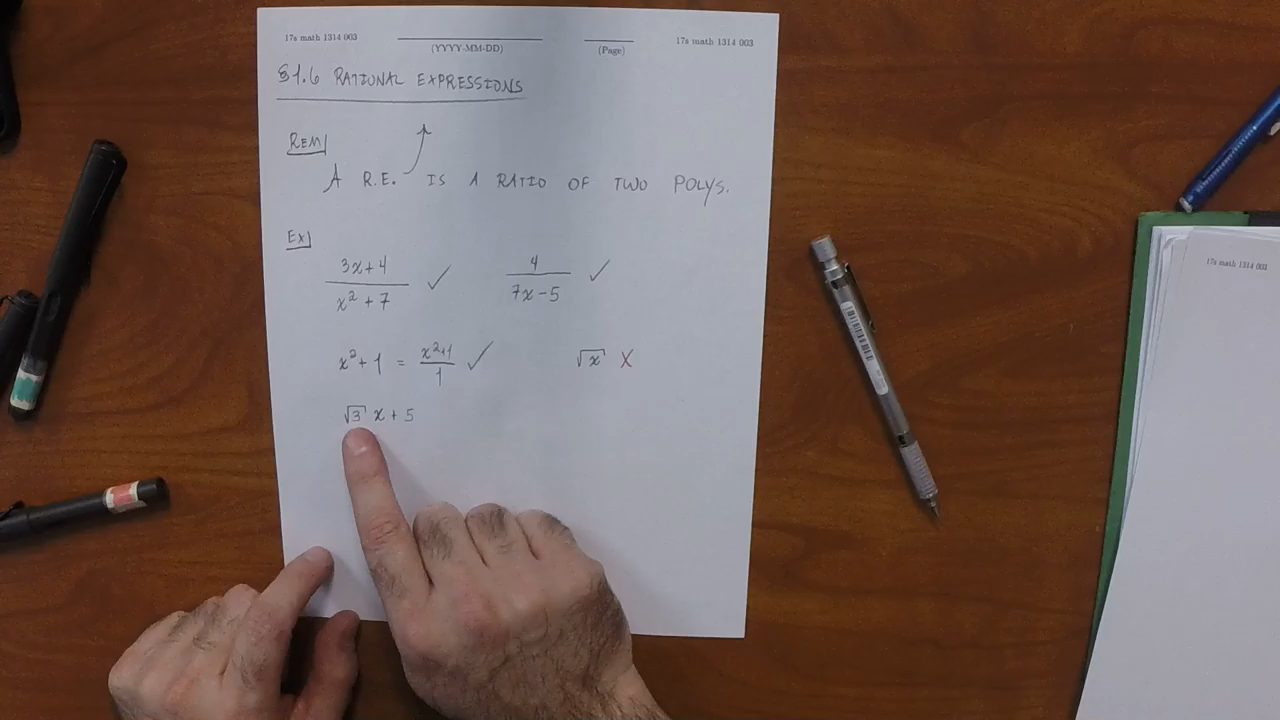 17s math 1314 003
(YYYY-MM-DD)
(Page)
17s math 1314 003
§1.6 RATIONAL EXPRESSIONS
REM
A R.E. IS A RATIO OF TWO POLYS.
EX
3x+4 / x²+7 ✓ 4 / 7x-5 ✓
x²+1 = x²+1 / 1 ✓ √x X
√3 x + 5
17s math 1314 003